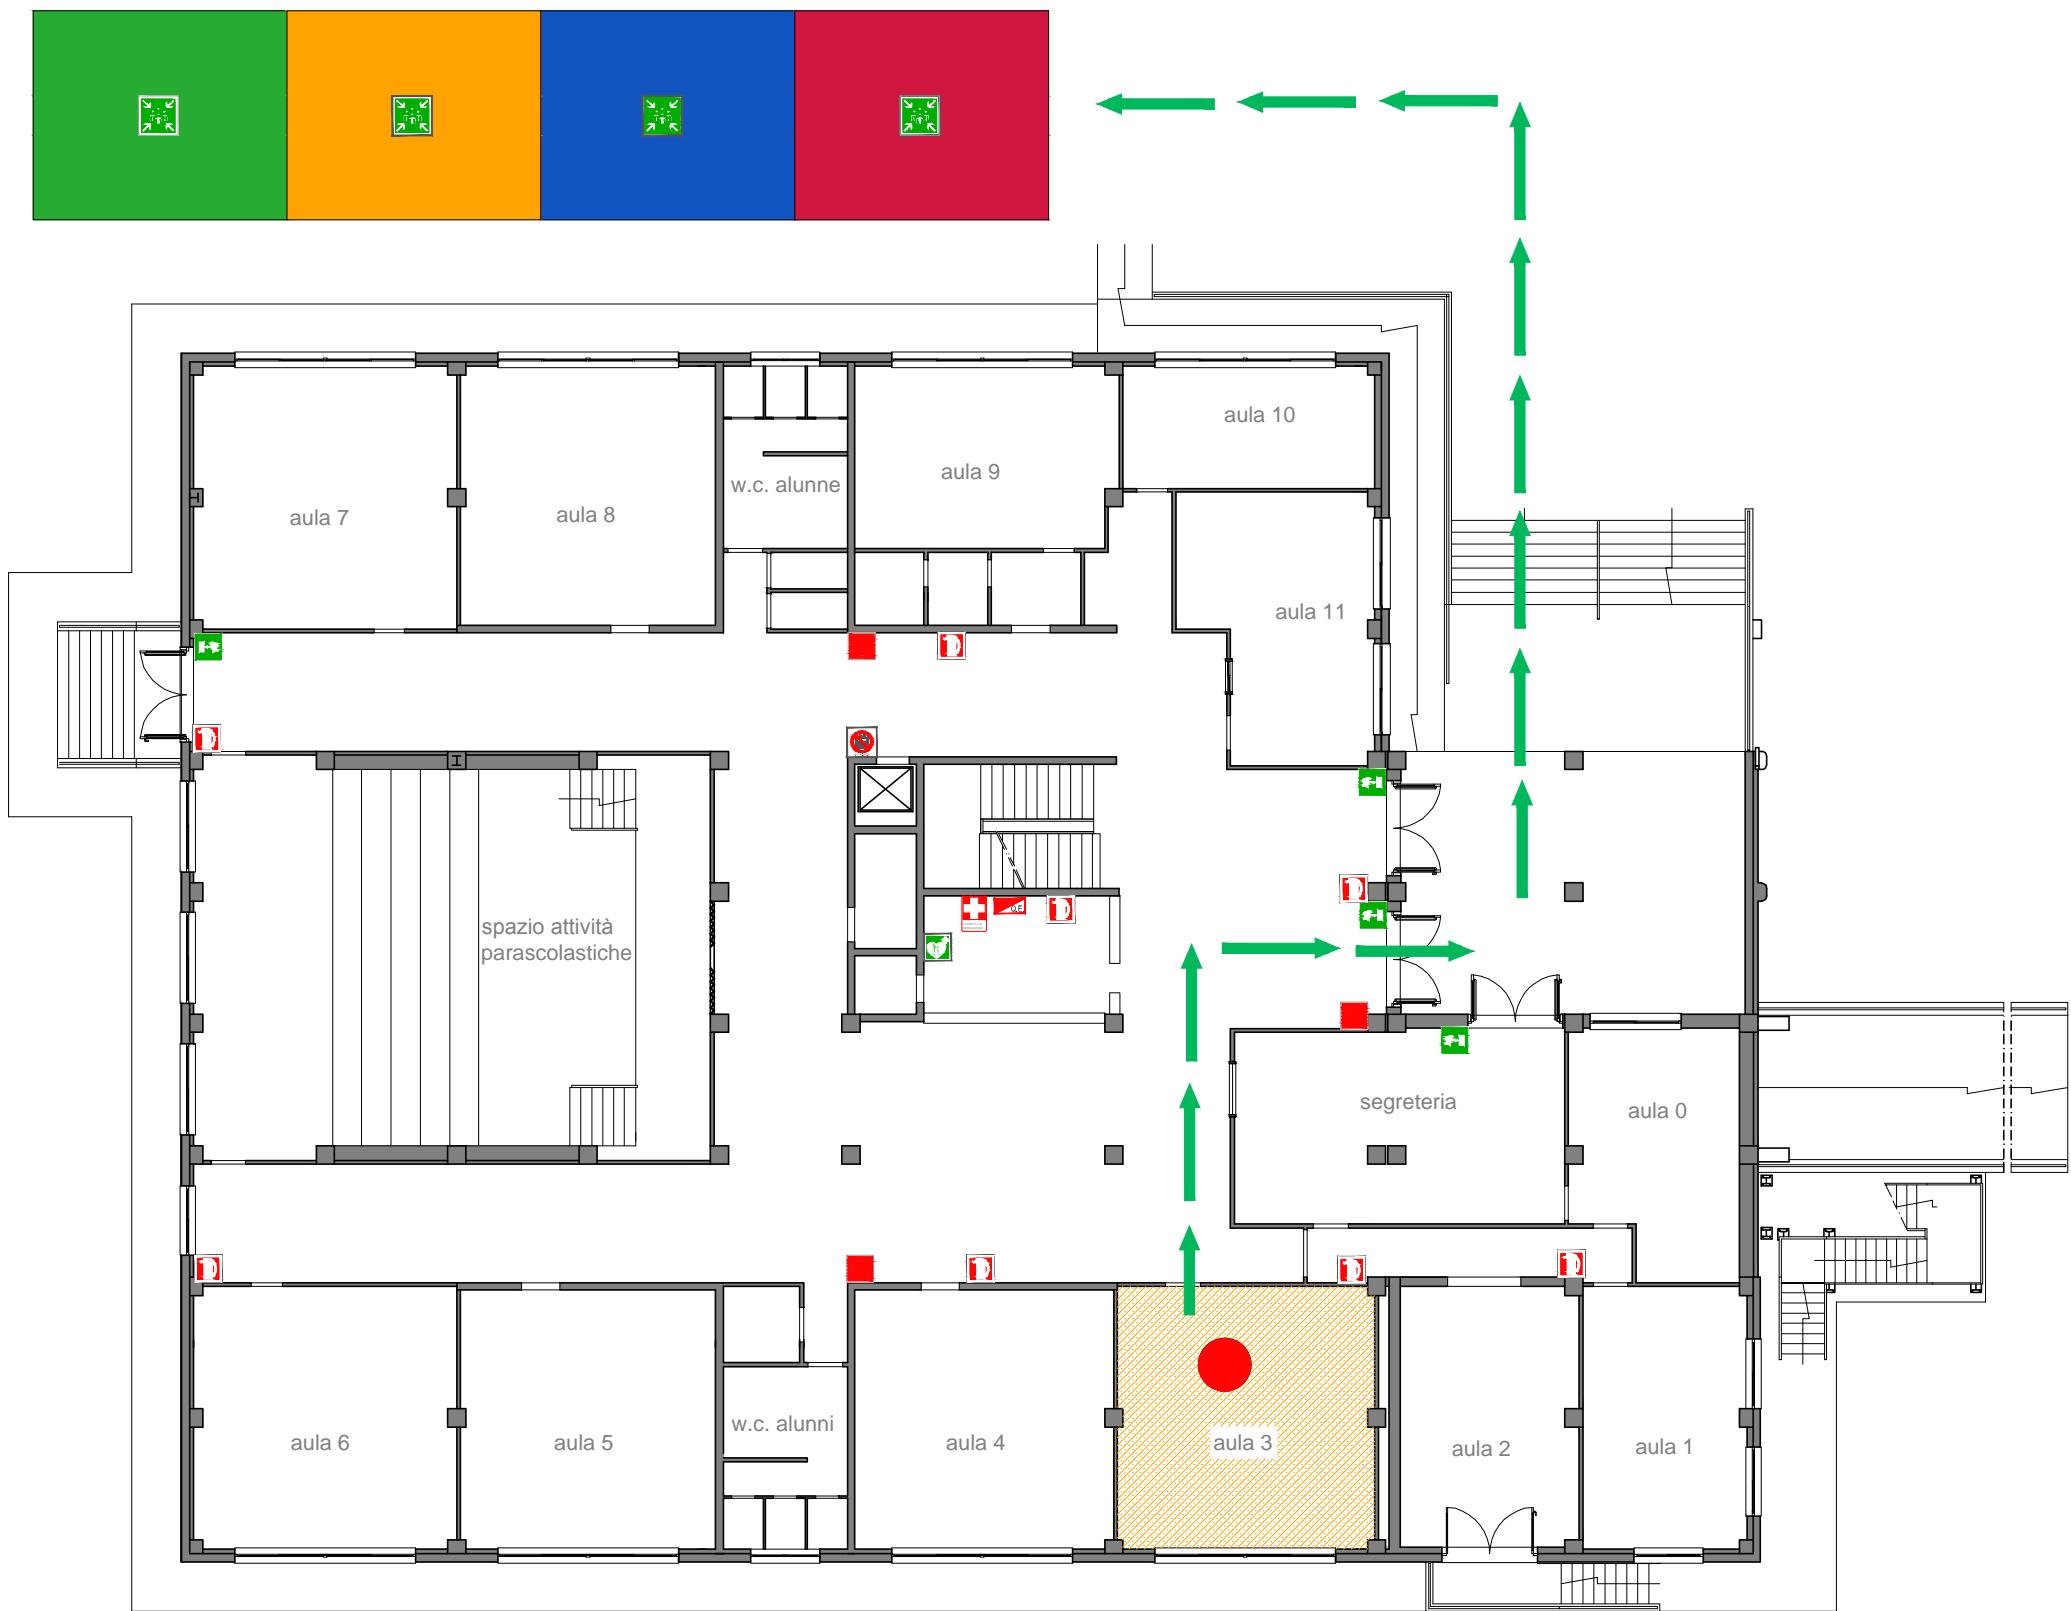 aula 10
aula 9
w.c. alunne
aula 8
aula 7
aula 11
Q.E.
spazio attività
parascolastiche
segreteria
aula 0
w.c. alunni
aula 6
aula 5
aula 4
aula 3
aula 2
aula 1